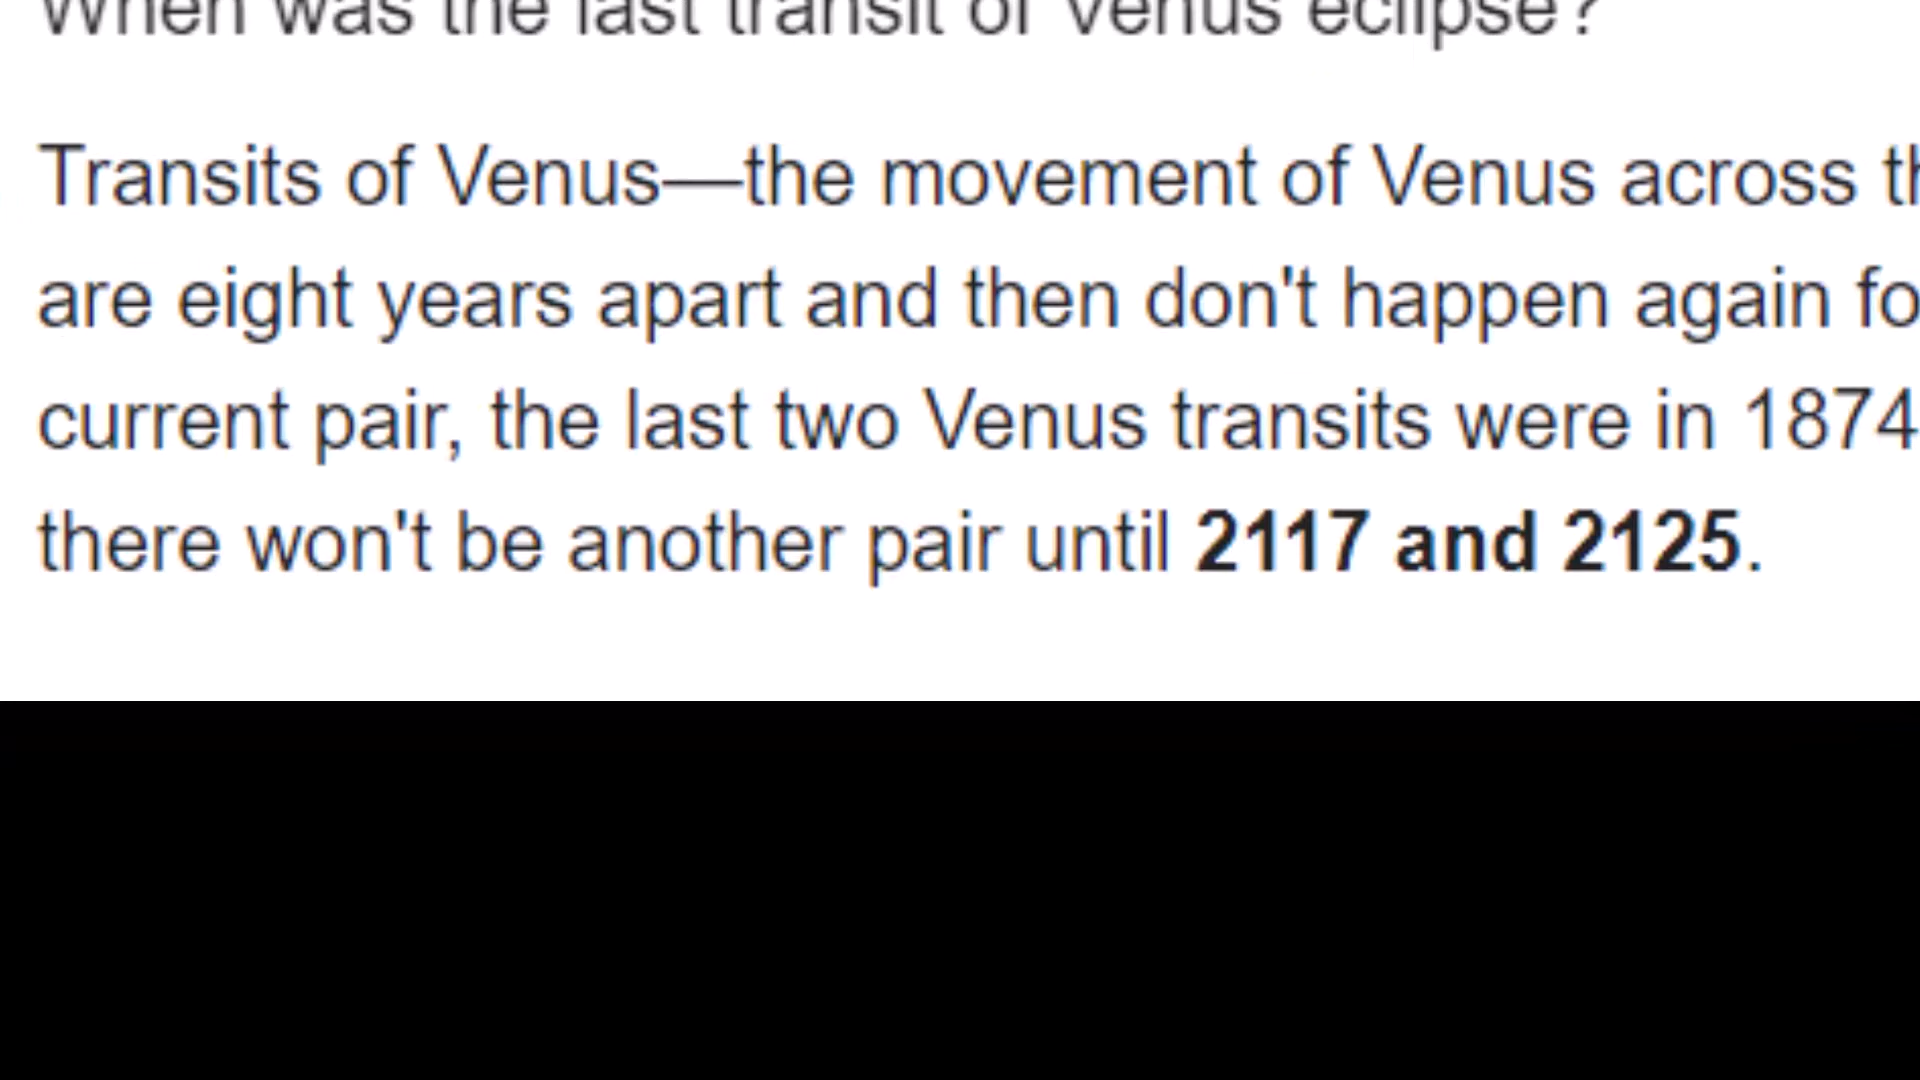 When was the last transit of Venus eclipse?
Transits of Venus—the movement of Venus across
are eight years apart and then don't happen again
current pair, the last two Venus transits were in 1874
there won't be another pair until 2117 and 2125.